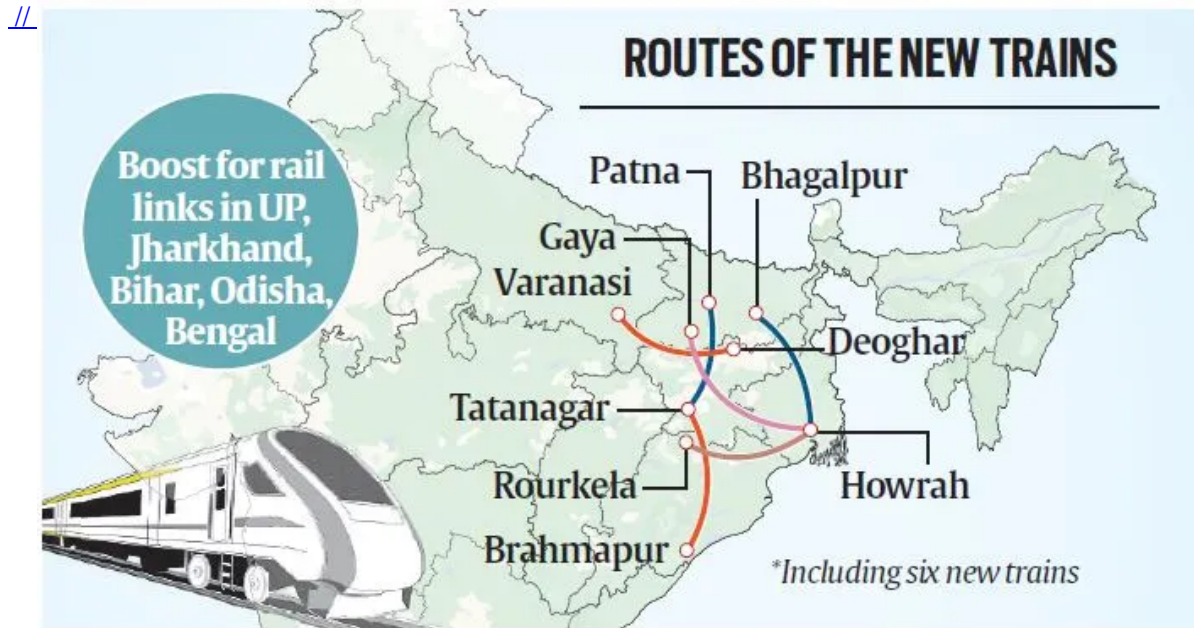 //
ROUTES OF THE NEW TRAINS
Boost for rail
links in UP,
Jharkhand,
Bihar, Odisha,
Bengal
Patna
Bhagalpur
Gaya
Varanasi
Deoghar
Tatanagar
Rourkela
Howrah
Brahmapur
*Including six new trains